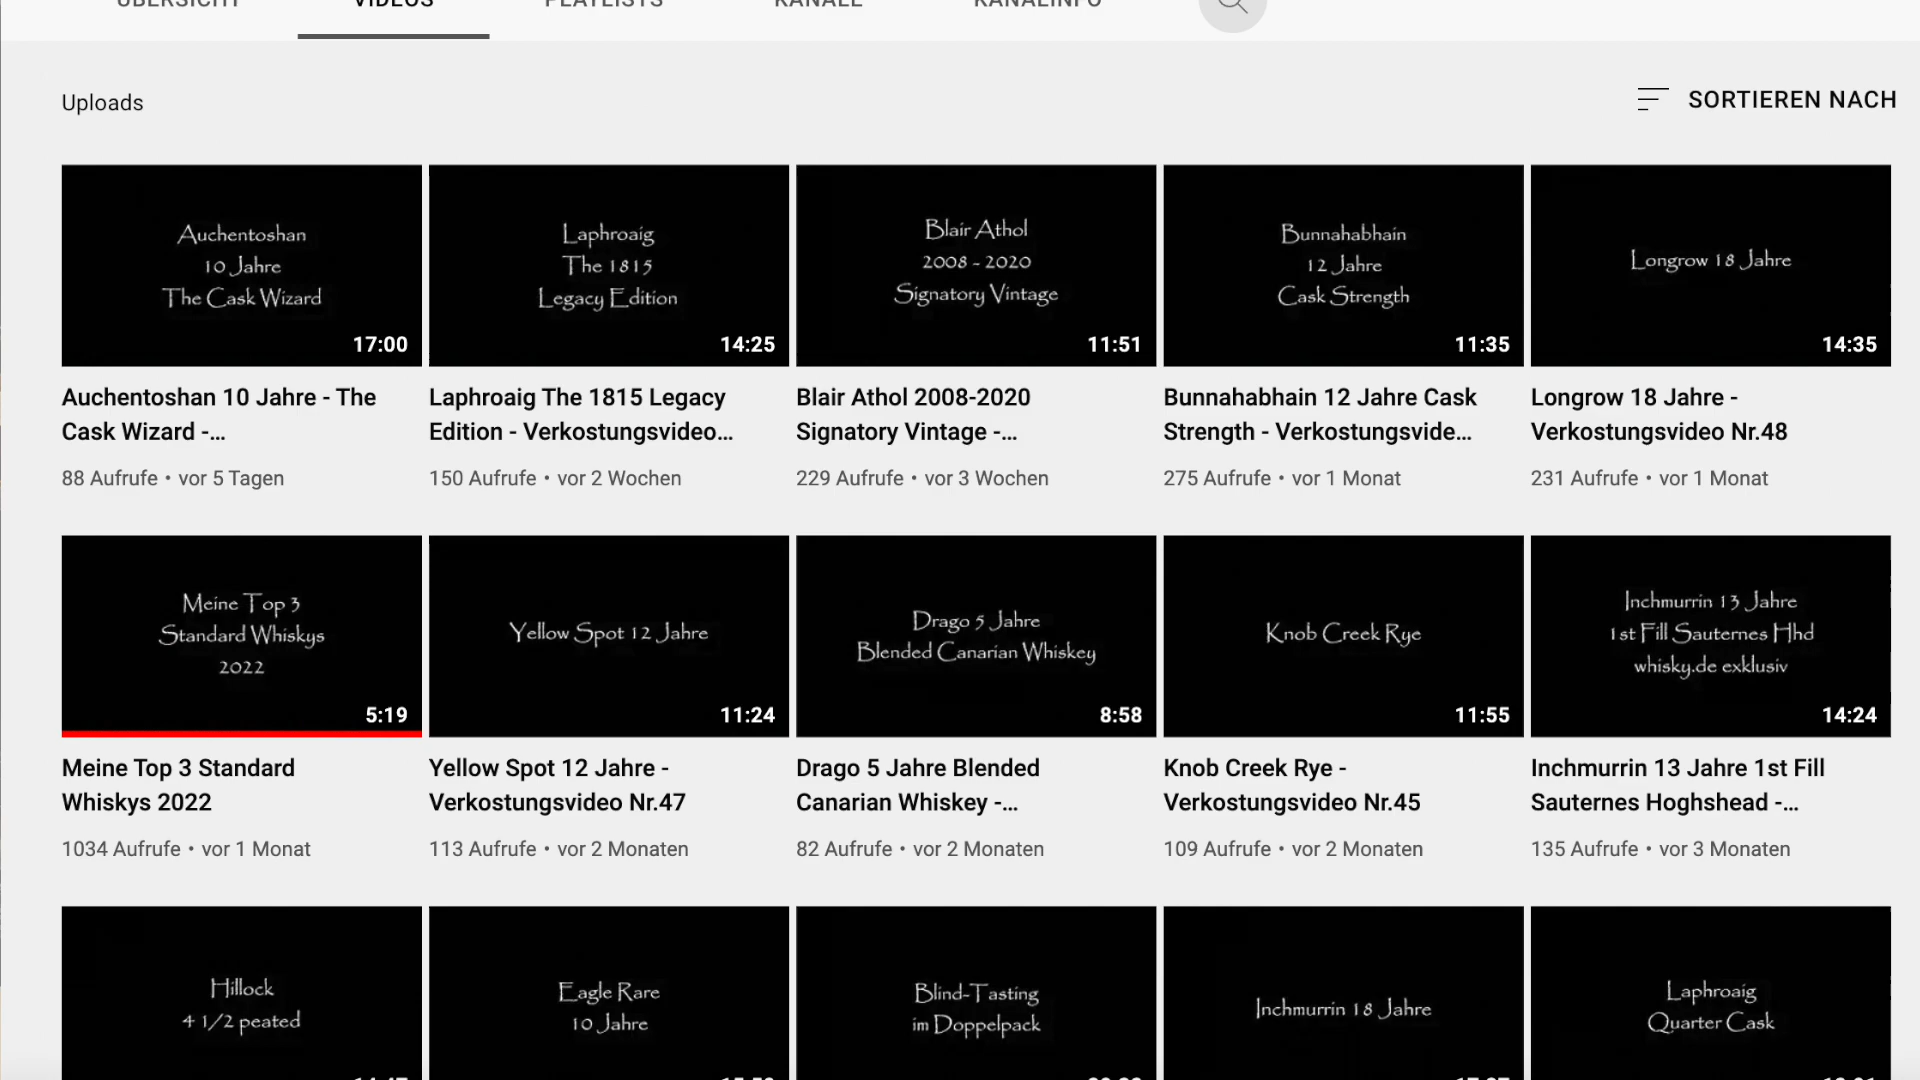 ÜBERSICHT VIDEOS PLAYLISTS KANÄLE KANALINFO
Uploads
SORTIEREN NACH
Auchentoshan
10 Jahre
The Cask Wizard
17:00
Laphroaig
The 1815
Legacy Edition
14:25
Blair Athol
2008 - 2020
Signatory Vintage
11:51
Bunnahabhain
12 Jahre
Cask Strength
11:35
Longrow 18 Jahre
14:35
Auchentoshan 10 Jahre - The
Cask Wizard -...
88 Aufrufe • vor 5 Tagen
Laphroaig The 1815 Legacy
Edition - Verkostungsvideo...
150 Aufrufe • vor 2 Wochen
Blair Athol 2008-2020
Signatory Vintage -...
229 Aufrufe • vor 3 Wochen
Bunnahabhain 12 Jahre Cask
Strength - Verkostungsvide...
275 Aufrufe • vor 1 Monat
Longrow 18 Jahre -
Verkostungsvideo Nr.48
231 Aufrufe • vor 1 Monat
Meine Top 3
Standard Whiskys
2022
5:19
Yellow Spot 12 Jahre
11:24
Drago 5 Jahre
Blended Canarian Whiskey
8:58
Knob Creek Rye
11:55
Inchmurrin 13 Jahre
1st Fill Sauternes Hhd
whisky.de exklusiv
14:24
Meine Top 3 Standard
Whiskys 2022
1034 Aufrufe • vor 1 Monat
Yellow Spot 12 Jahre -
Verkostungsvideo Nr.47
113 Aufrufe • vor 2 Monaten
Drago 5 Jahre Blended
Canarian Whiskey -...
82 Aufrufe • vor 2 Monaten
Knob Creek Rye -
Verkostungsvideo Nr.45
109 Aufrufe • vor 2 Monaten
Inchmurrin 13 Jahre 1st Fill
Sauternes Hoghshead -...
135 Aufrufe • vor 3 Monaten
Hillock
4 1/2 peated
Eagle Rare
10 Jahre
Blind-Tasting
im Doppelpack
Inchmurrin 18 Jahre
Laphroaig
Quarter Cask